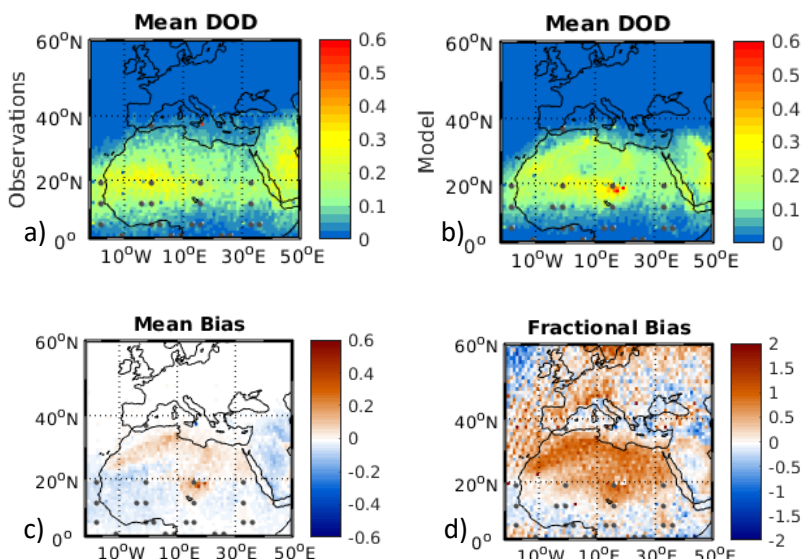 Mean DOD
Observations
60°N
40°N
20°N
0°
10°W
10°E
30°E
50°E
0.6
0.5
0.4
0.3
0.2
0.1
0
a)
Mean DOD
Model
60°N
40°N
20°N
0°
10°W
10°E
30°E
50°E
0.6
0.5
0.4
0.3
0.2
0.1
0
b)
Mean Bias
60°N
40°N
20°N
0°
10°W
10°E
30°E
50°E
0.6
0.4
0.2
0
-0.2
-0.4
-0.6
c)
Fractional Bias
60°N
40°N
20°N
0°
10°W
10°E
30°E
50°E
2
1.5
1
0.5
0
-0.5
-1
-1.5
-2
d)